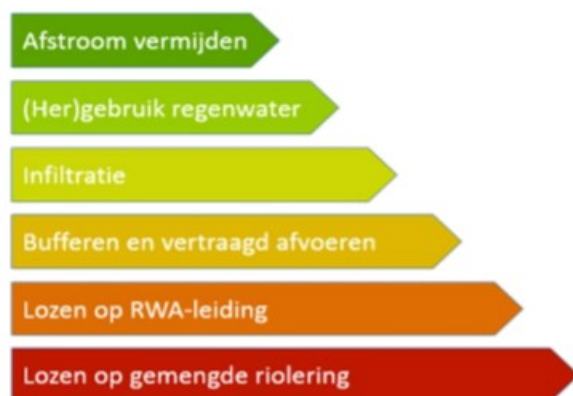 Afstroom vermijden
(Her)gebruik regenwater
Infiltratie
Bufferen en vertraagd afvoeren
Lozen op RWA-leiding
Lozen op gemengde riolering